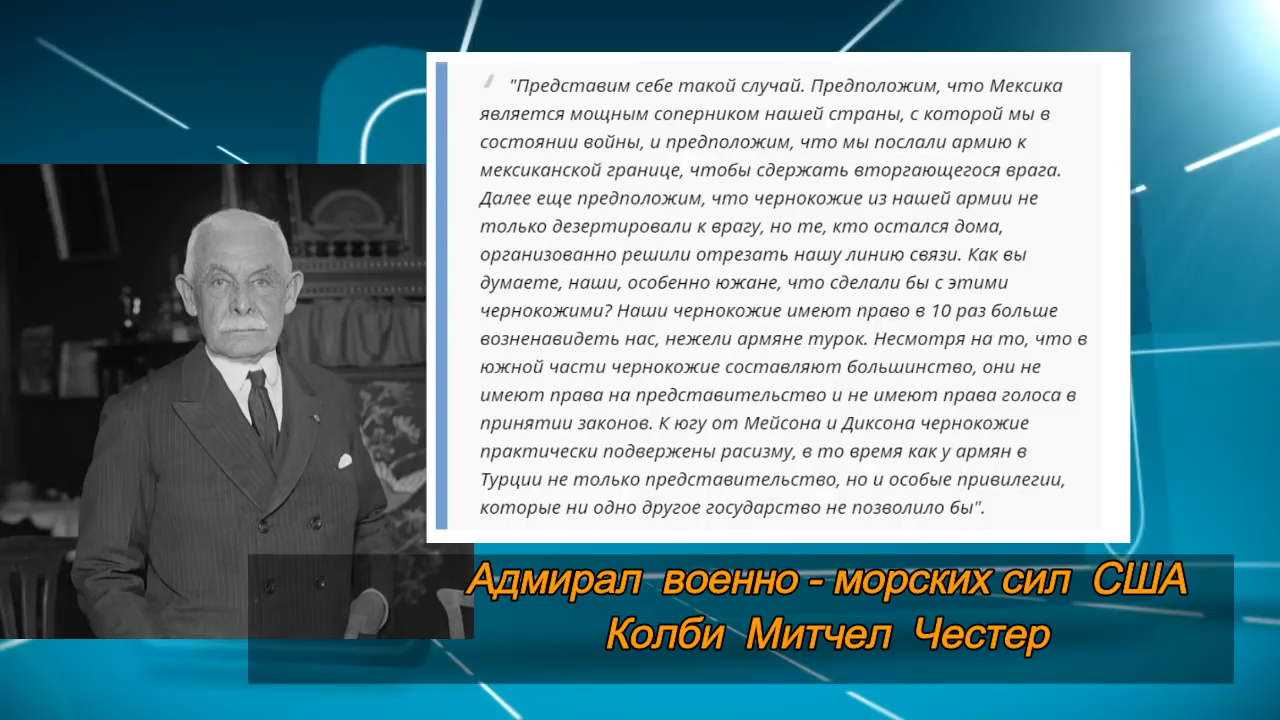 "Представим себе такой случай. Предположим, что Мексика
является мощным соперником нашей страны, с которой мы в
состоянии войны, и предположим, что мы послали армию к
мексиканской границе, чтобы сдержать вторгающегося врага.
Далее еще предположим, что чернокожие из нашей армии не
только дезертировали к врагу, но те, кто остался дома,
организованно решили отрезать нашу линию связи. Как вы
думаете, наши, особенно южане, что сделали бы с этими
чернокожими? Наши чернокожие имеют право в 10 раз больше
возненавидеть нас, нежели армяне турок. Несмотря на то, что в
южной части чернокожие составляют большинство, они не
имеют права на представительство и не имеют права голоса в
принятии законов. К югу от Мейсона и Диксона чернокожие
практически подвержены расизму, в то время как у армян в
Турции не только представительство, но и особые привилегии,
которые ни одно другое государство не позволило бы".
Адмирал военно - морских сил США
Колби Митчел Честер